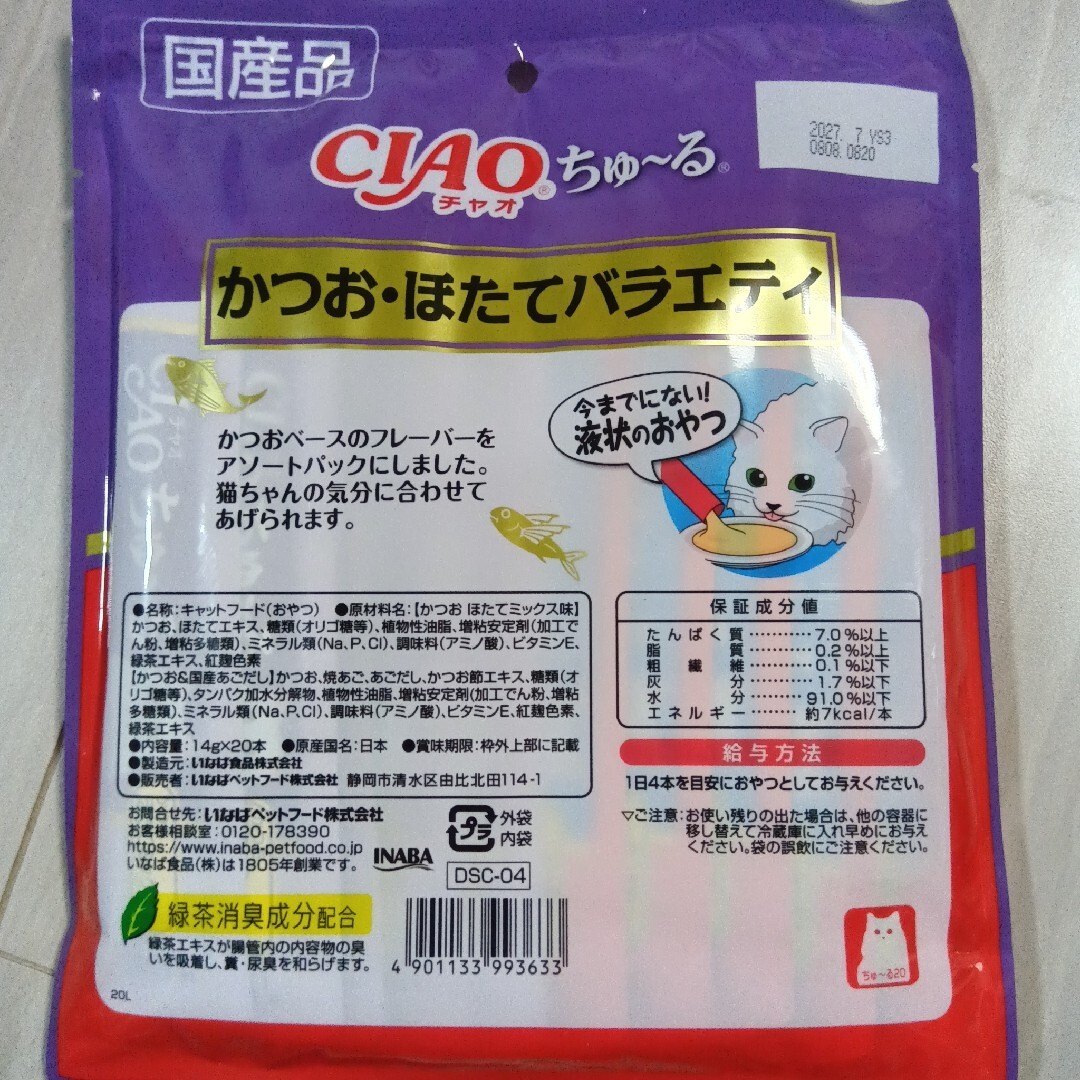 国産品
2027. 7 YS3
0808. 0820
CIAO® ちゅ～る®
チャオ
かつお・ほたてバラエティ
かつおベースのフレーバーを
アソートパックにしました。
猫ちゃんの気分に合わせて
あげられます。
今までにない!
液状のおやつ
●名称:キャットフード(おやつ) ●原材料名:【かつお ほたてミックス味】
かつお、ほたてエキス、糖類(オリゴ糖等)、植物性油脂、増粘安定剤(加工で
ん粉、増粘多糖類)、ミネラル類(Na、P、Cl)、調味料(アミノ酸)、ビタミンE、
緑茶エキス、紅麹色素
【かつお&国産あごだし】かつお、焼あご、あごだし、かつお節エキス、糖類(オ
リゴ糖等)、タンパク加水分解物、植物性油脂、増粘安定剤(加工でん粉、増粘
多糖類)、ミネラル類(Na、P、Cl)、調味料(アミノ酸)、ビタミンE、紅麹色素、
緑茶エキス
●内容量:14g×20本 ●原産国名:日本 ●賞味期限:枠外上部に記載
●製造元:いなば食品株式会社
●販売者:いなばペットフード株式会社 静岡市清水区由比北田114-1
お問合せ先:いなばペットフード株式会社
お客様相談室:0120-178390
https://www.inaba-petfood.co.jp
いなば食品(株)は1805年創業です。
INABA
プラ
外袋
内袋
DSC-04
保証成分値
たんぱく質…………7.0%以上
脂質…………0.2%以上
粗繊維…………0.1%以下
灰分…………1.7%以下
水分…………91.0%以下
エネルギー………約7kcal/本
給与方法
1日4本を目安におやつとしてお与えください。
▽ご注意:お使い残りの出た場合は、他の容器に
移し替えて冷蔵庫に入れ早めにお与え
ください。袋の誤飲にご注意ください。
緑茶消臭成分配合
緑茶エキスが腸管内の内容物の臭
いを吸着し、糞・尿臭を和らげます。
4 901133 993633
ちゅ～る20
20L